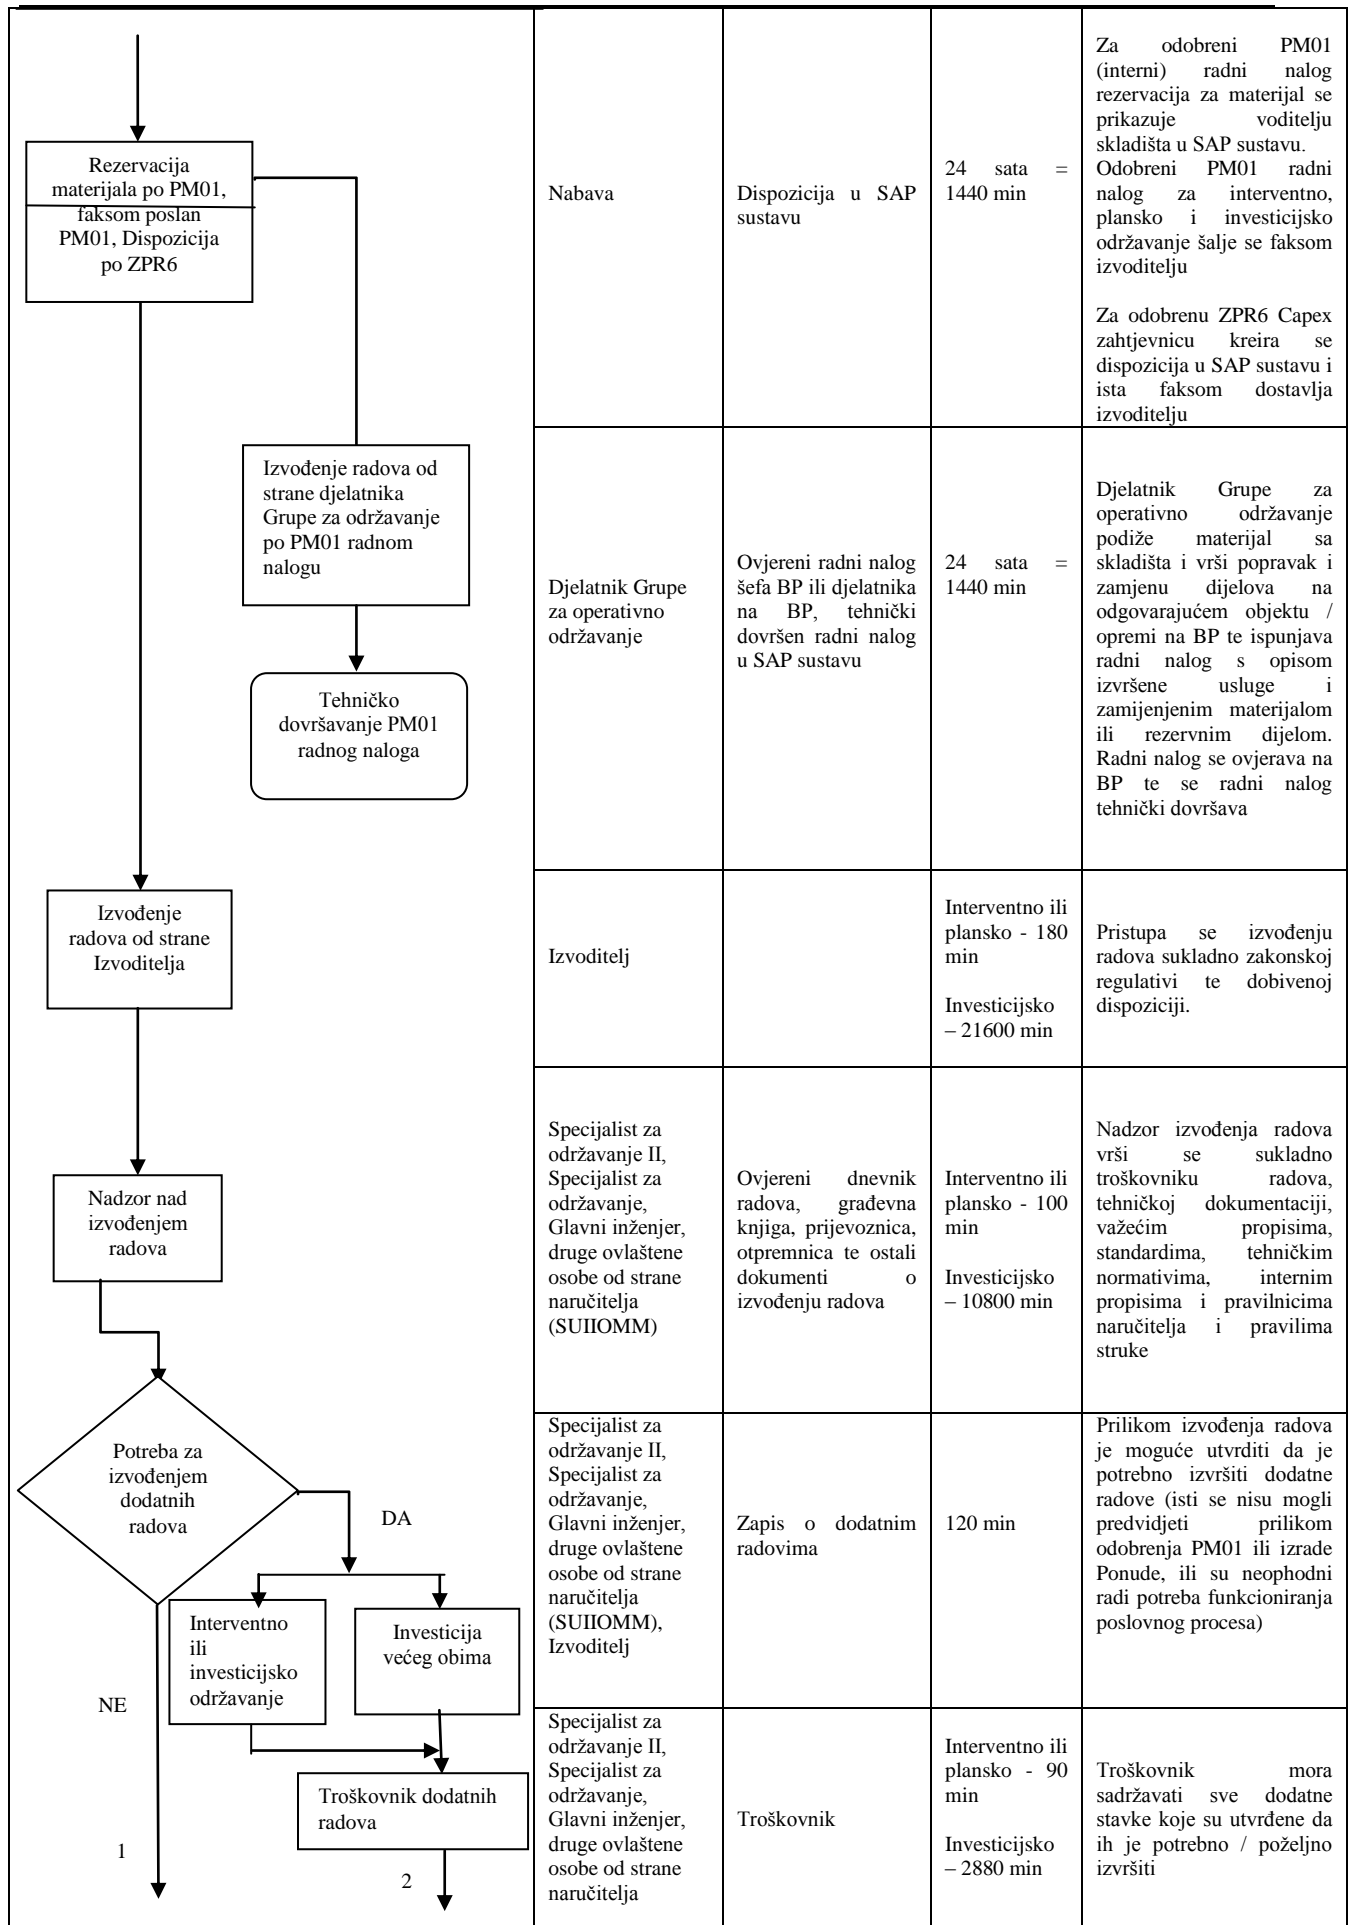 Rezervacija
materijala po PM01,
faksom poslan
PM01, Dispozicija
po ZPR6
Nabava
Dispozicija u SAP
sustavu
24 sata =
1440 min
Za odobreni PM01
(interni) radni nalog
rezervacija za materijal se
prikazuje voditelju
skladišta u SAP sustavu.
Odobreni PM01 radni
nalog za interventno,
plansko i investicijsko
održavanje šalje se faksom
izvoditelju
Za odobrenu ZPR6 Capex
zahtjevnicu kreira se
dispozicija u SAP sustavu i
ista faksom dostavlja
izvoditelju
Izvođenje radova od
strane djelatnika
Grupe za održavanje
po PM01 radnom
nalogu
Tehničko
dovršavanje PM01
radnog naloga
Djelatnik Grupe
za operativno
održavanje
Ovjereni radni nalog
šefa BP ili djelatnika
na BP, tehnički
dovršen radni nalog
u SAP sustavu
24 sata =
1440 min
Djelatnik Grupe za
operativno održavanje
podiže materijal sa
skladišta i vrši popravak i
zamjenu dijelova na
odgovarajućem objektu /
opremi na BP te ispunjava
radni nalog s opisom
izvršene usluge i
zamijenjenim materijalom
ili rezervnim dijelom.
Radni nalog se ovjerava na
BP te se radni nalog
tehnički dovršava
Izvođenje
radova od strane
Izvoditelja
Izvoditelj
Interventno ili
plansko - 180
min
Investicijsko
– 21600 min
Pristupa se izvođenju
radova sukladno zakonskoj
regulativi te dobivenoj
dispoziciji.
Nadzor nad
izvođenjem
radova
Specijalist za
održavanje II,
Specijalist za
održavanje,
Glavni inženjer,
druge ovlaštene
osobe od strane
naručitelja
(SUIIOMM)
Ovjereni dnevnik
radova, građevna
knjiga, prijevoznica,
otpremnica te ostali
dokumenti o
izvođenju radova
Interventno ili
plansko - 100
min
Investicijsko
– 10800 min
Nadzor izvođenja radova
vrši se sukladno
troškovniku radova,
tehničkoj dokumentaciji,
važećim propisima,
standardima, tehničkim
normativima, internim
propisima i pravilnicima
naručitelja i pravilima
struke
Potreba za
izvođenjem
dodatnih
radova
DA
Interventno
ili
investicijsko
održavanje
Investicija
većeg obima
NE
Specijalist za
održavanje II,
Specijalist za
održavanje,
Glavni inženjer,
druge ovlaštene
osobe od strane
naručitelja
(SUIIOMM),
Izvoditelj
Zapis o dodatnim
radovima
120 min
Prilikom izvođenja radova
je moguće utvrditi da je
potrebno izvršiti dodatne
radove (isti se nisu mogli
predvidjeti prilikom
odobrenja PM01 ili izrade
Ponude, ili su neophodni
radi potreba funkcioniranja
poslovnog procesa)
Troškovnik dodatnih
radova
1
2
Specijalist za
održavanje II,
Specijalist za
održavanje,
Glavni inženjer,
druge ovlaštene
osobe od strane
naručitelja
Troškovnik
Interventno ili
plansko - 90
min
Investicijsko
– 2880 min
Troškovnik mora
sadržavati sve dodatne
stavke koje su utvrđene da
ih je potrebno / poželjno
izvršiti